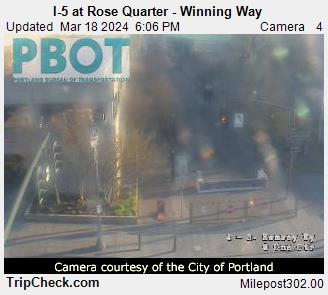 I-5 at Rose Quarter - Winning Way
Updated Mar 18 2024 6:06 PM Camera 4
PBOT
PORTLAND BUREAU OF TRANSPORTATION
Camera courtesy of the City of Portland
TripCheck.com Milepost302.00